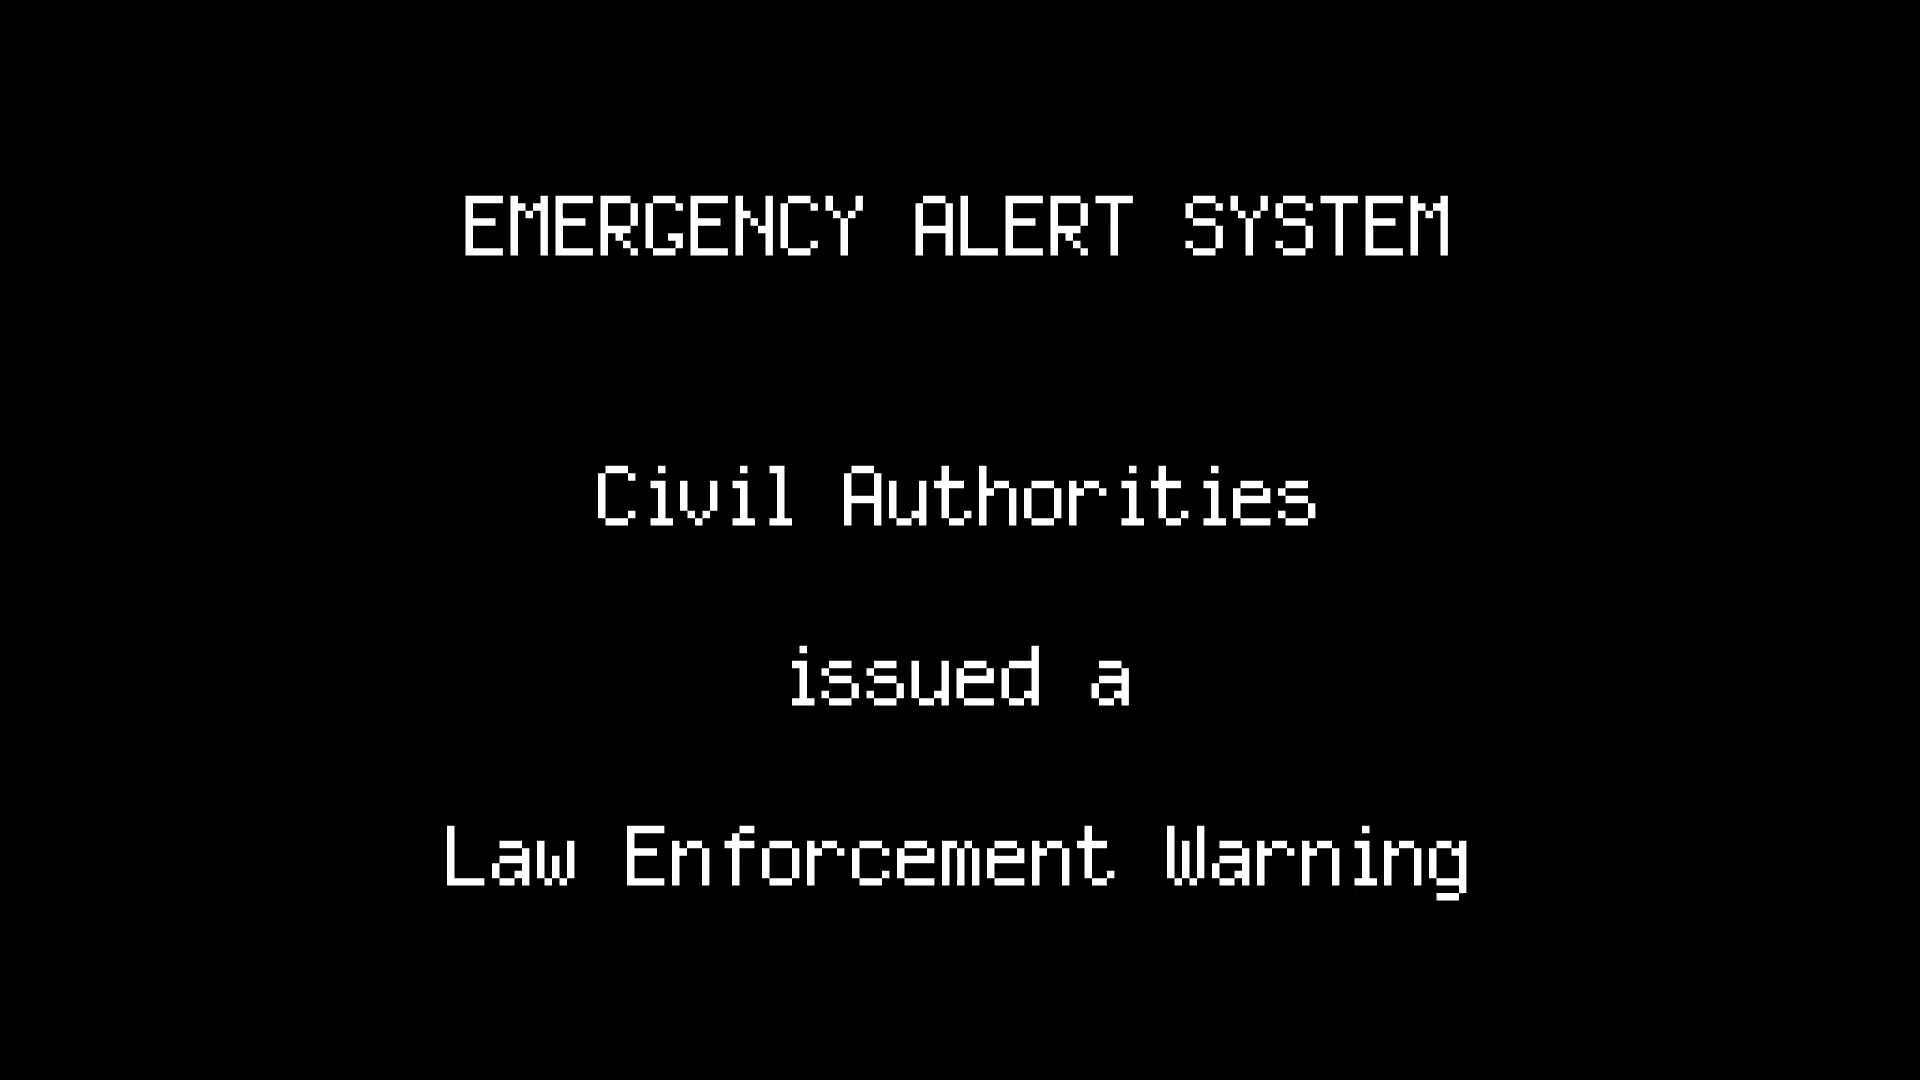 EMERGENCY ALERT SYSTEM
Civil Authorities
issued a
Law Enforcement Warning